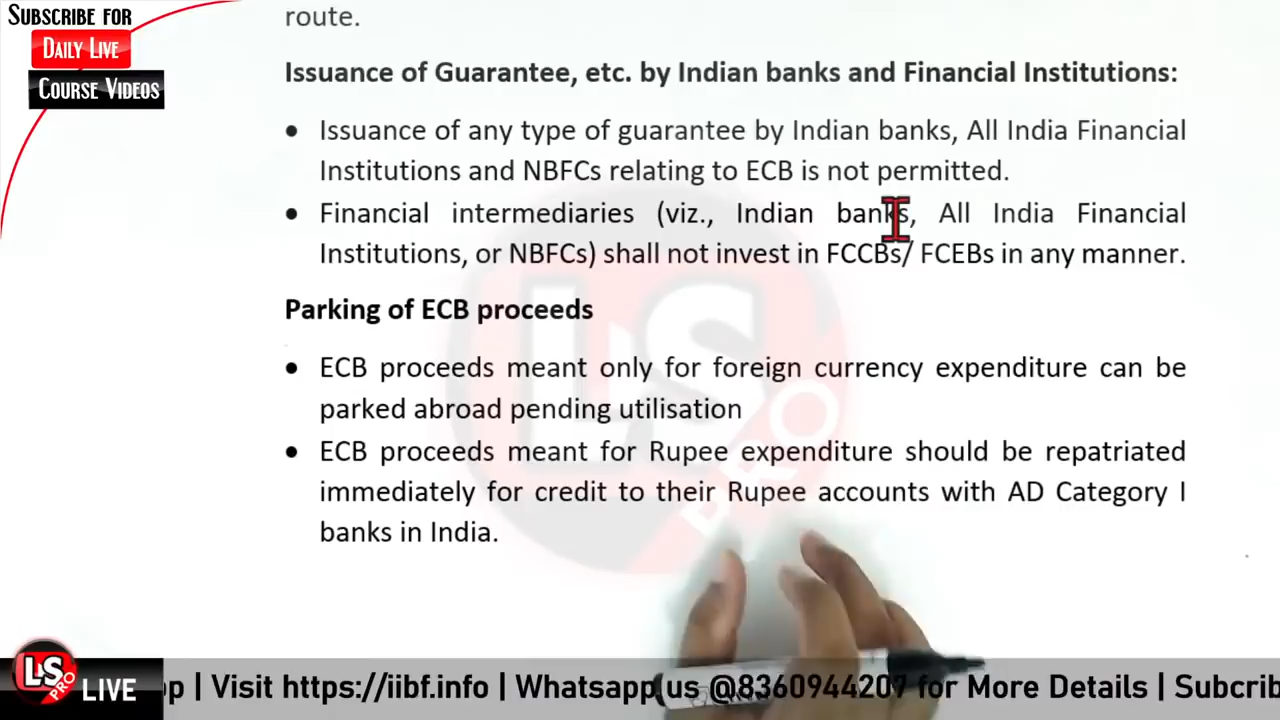 SUBSCRIBE FOR
DAILY LIVE
COURSE VIDEOS
route.
Issuance of Guarantee, etc. by Indian banks and Financial Institutions:
• Issuance of any type of guarantee by Indian banks, All India Financial
Institutions and NBFCs relating to ECB is not permitted.
• Financial intermediaries (viz., Indian banks, All India Financial
Institutions, or NBFCs) shall not invest in FCCBs/ FCEBs in any manner.
Parking of ECB proceeds
• ECB proceeds meant only for foreign currency expenditure can be
parked abroad pending utilisation
• ECB proceeds meant for Rupee expenditure should be repatriated
immediately for credit to their Rupee accounts with AD Category I
banks in India.
LS
PRO
LS
PRO
LIVE
p | Visit https://iibf.info | Whatsapp us @8360944207 for More Details | Subcrib